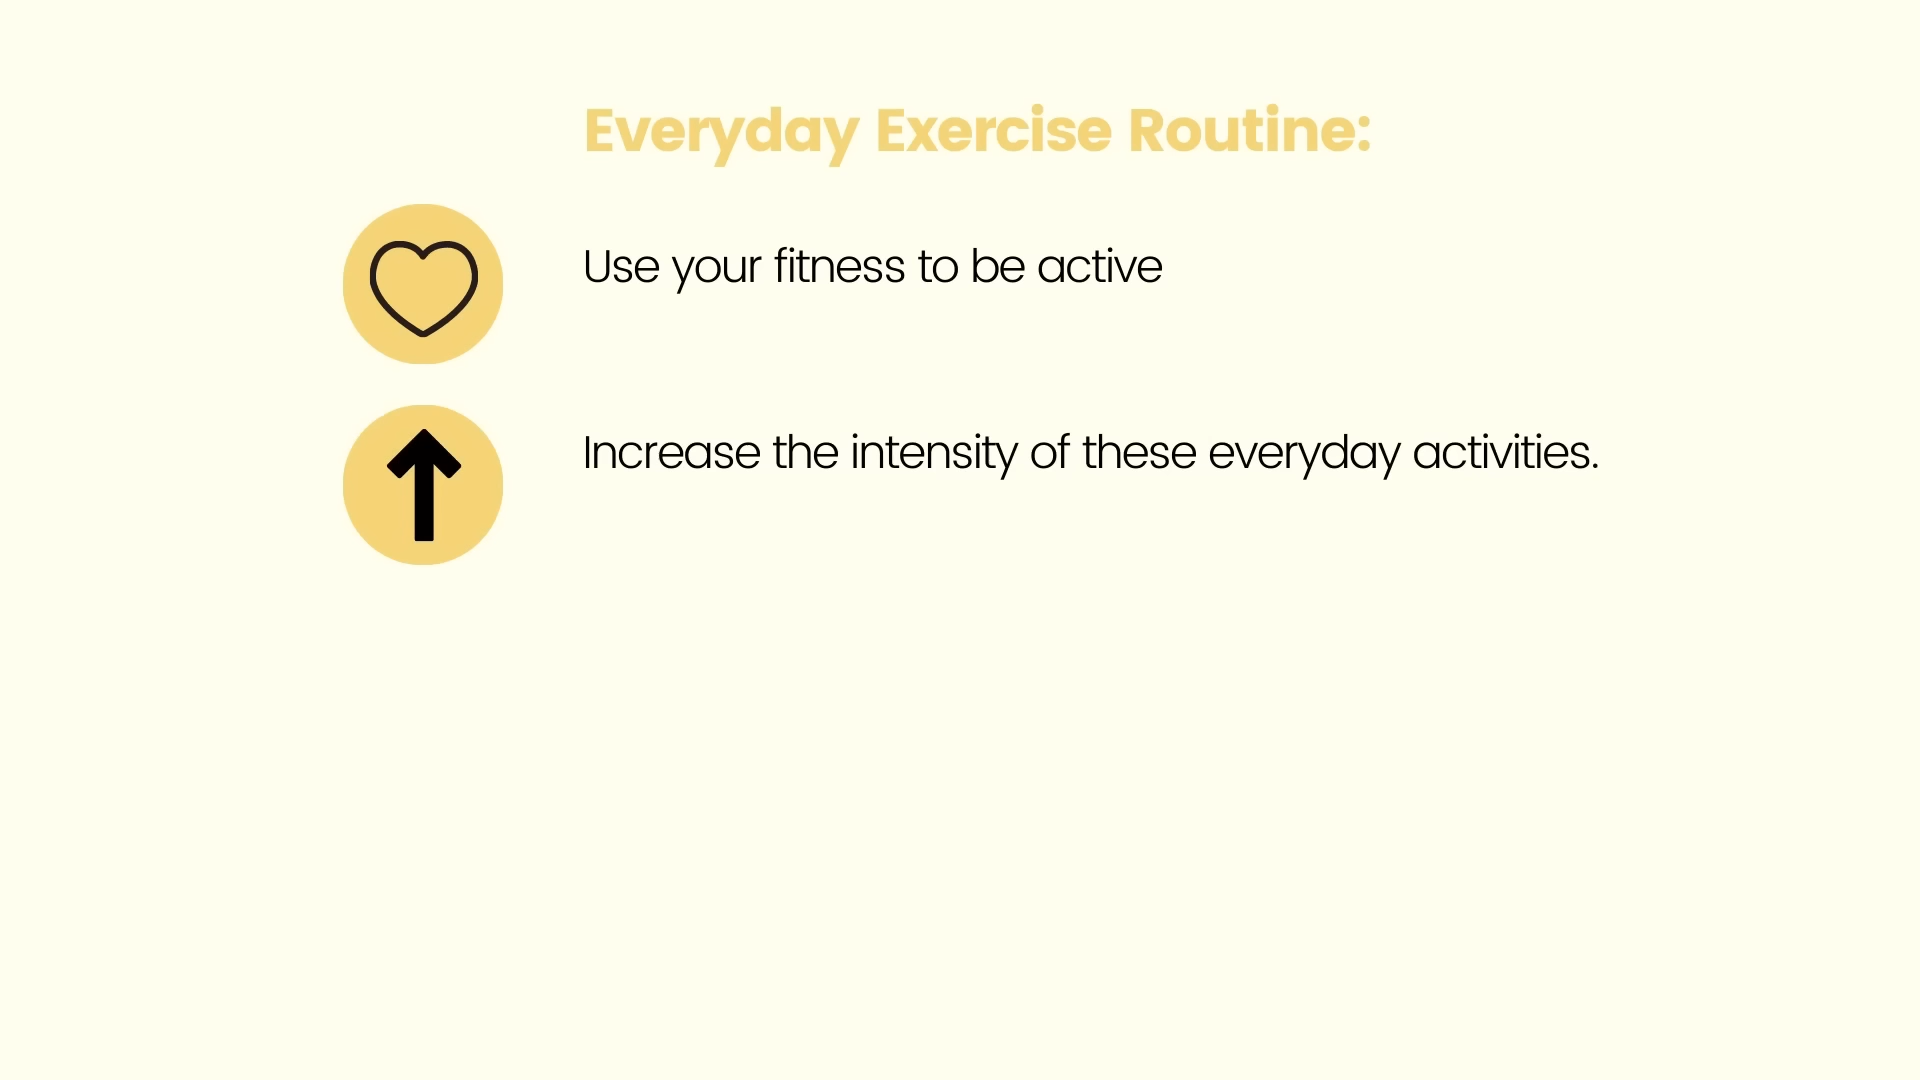 Everyday Exercise Routine:
Use your fitness to be active
Increase the intensity of these everyday activities.